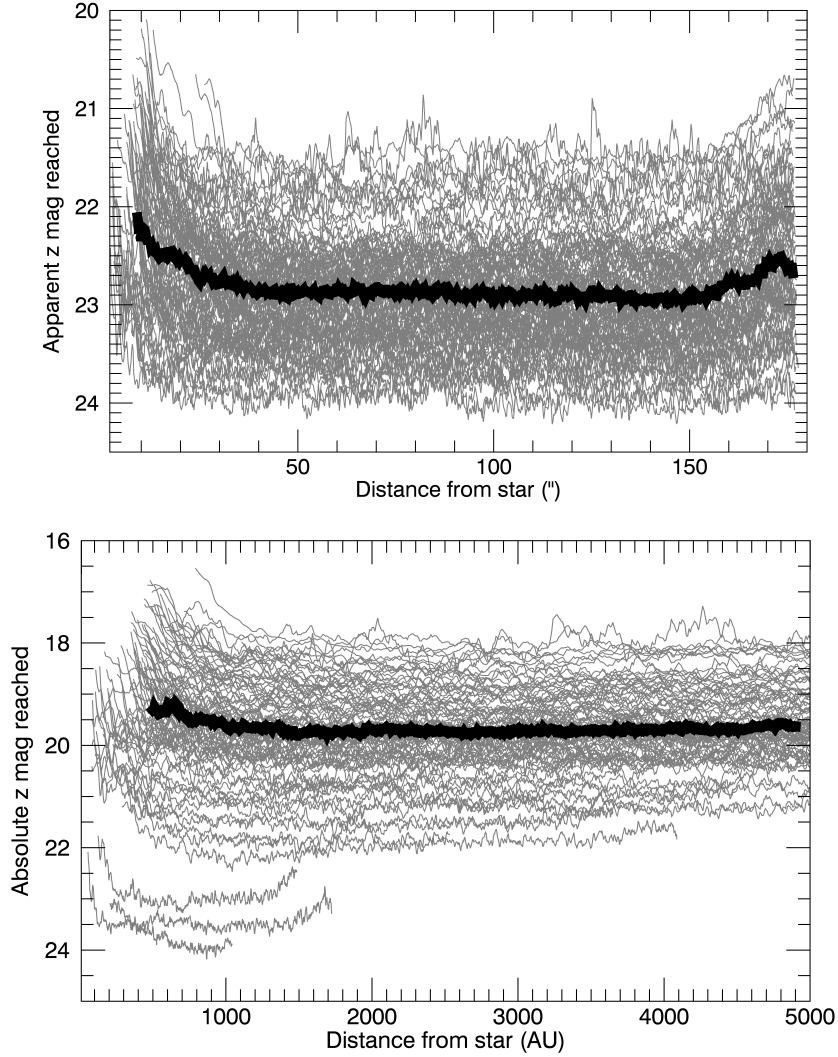 20
21
22
23
24
Apparent z mag reached
50 100 150
Distance from star (")
16
18
20
22
24
Absolute z mag reached
1000 2000 3000 4000 5000
Distance from star (AU)